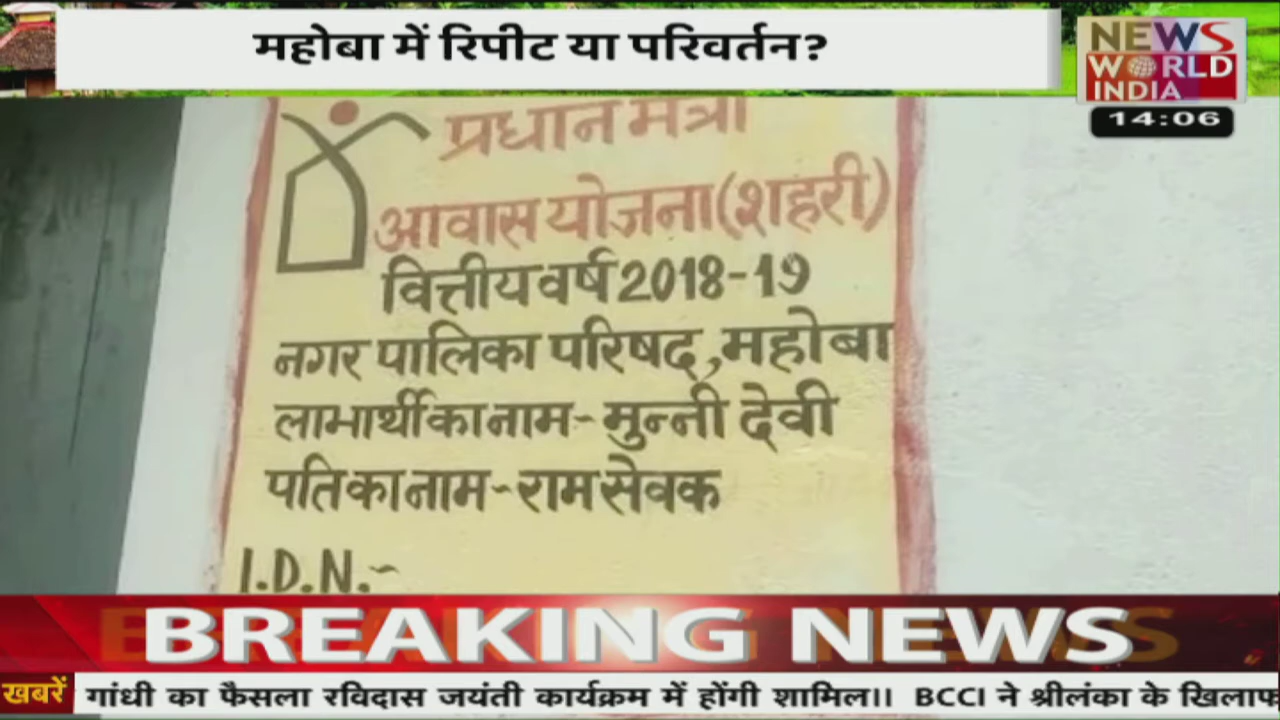 महोबा में रिपीट या परिवर्तन?
NEWS
WORLD
INDIA
14:06
प्रधान मंत्री
आवास योजना (शहरी)
वित्तीय वर्ष 2018-19
नगर पालिका परिषद, महोबा
लाभार्थी का नाम- मुन्नी देवी
पति का नाम- राम सेवक
I.D.N.-
BREAKING NEWS
खबरें गांधी का फैसला रविदास जयंती कार्यक्रम में होंगी शामिल।। BCCI ने श्रीलंका के खिलाफ